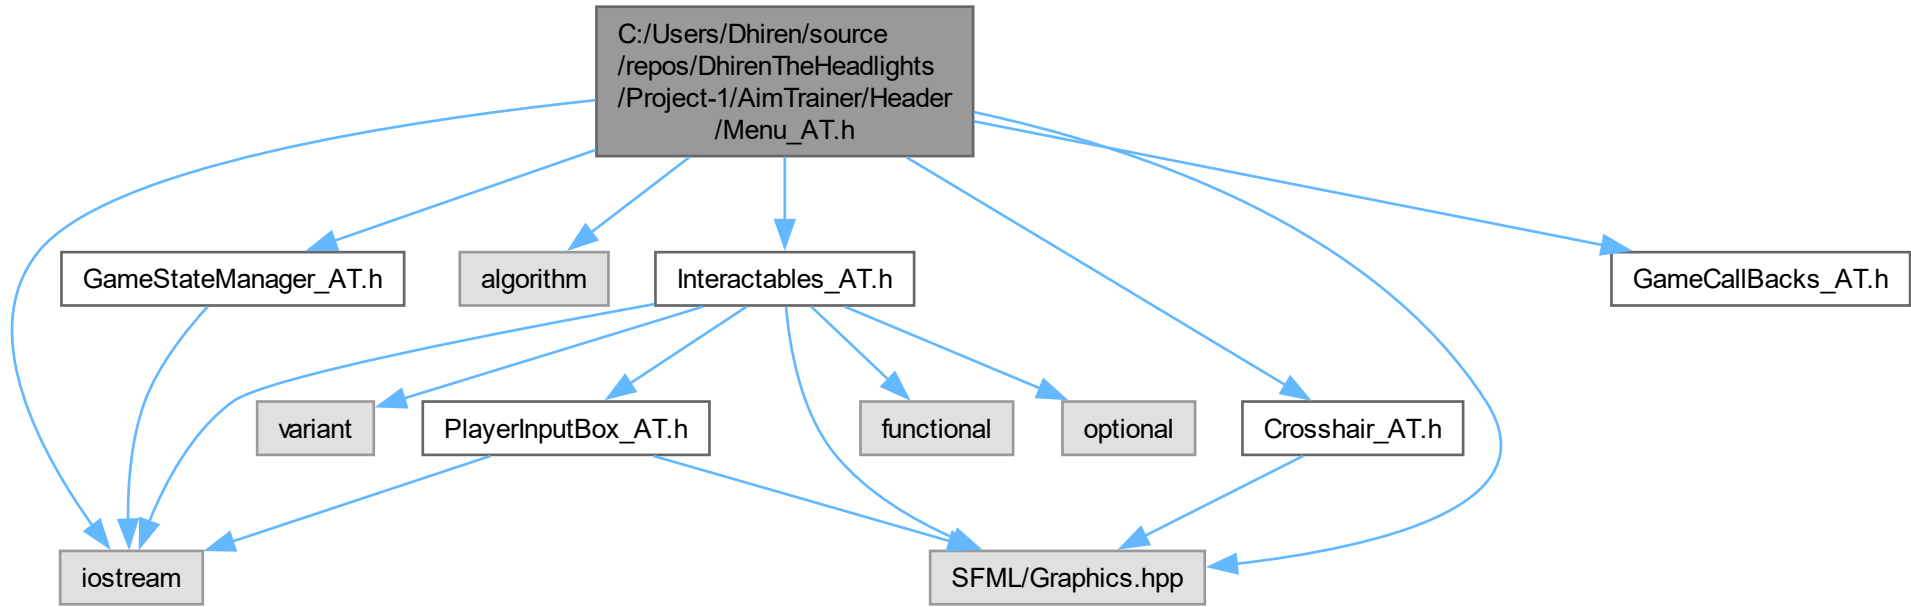 C:/Users/Dhiren/source
/repos/DhirenTheHeadlights
/Project-1/AimTrainer/Header
/Menu_AT.h
GameStateManager_AT.h
algorithm
Interactables_AT.h
GameCallBacks_AT.h
variant
PlayerInputBox_AT.h
functional
optional
Crosshair_AT.h
iostream
SFML/Graphics.hpp